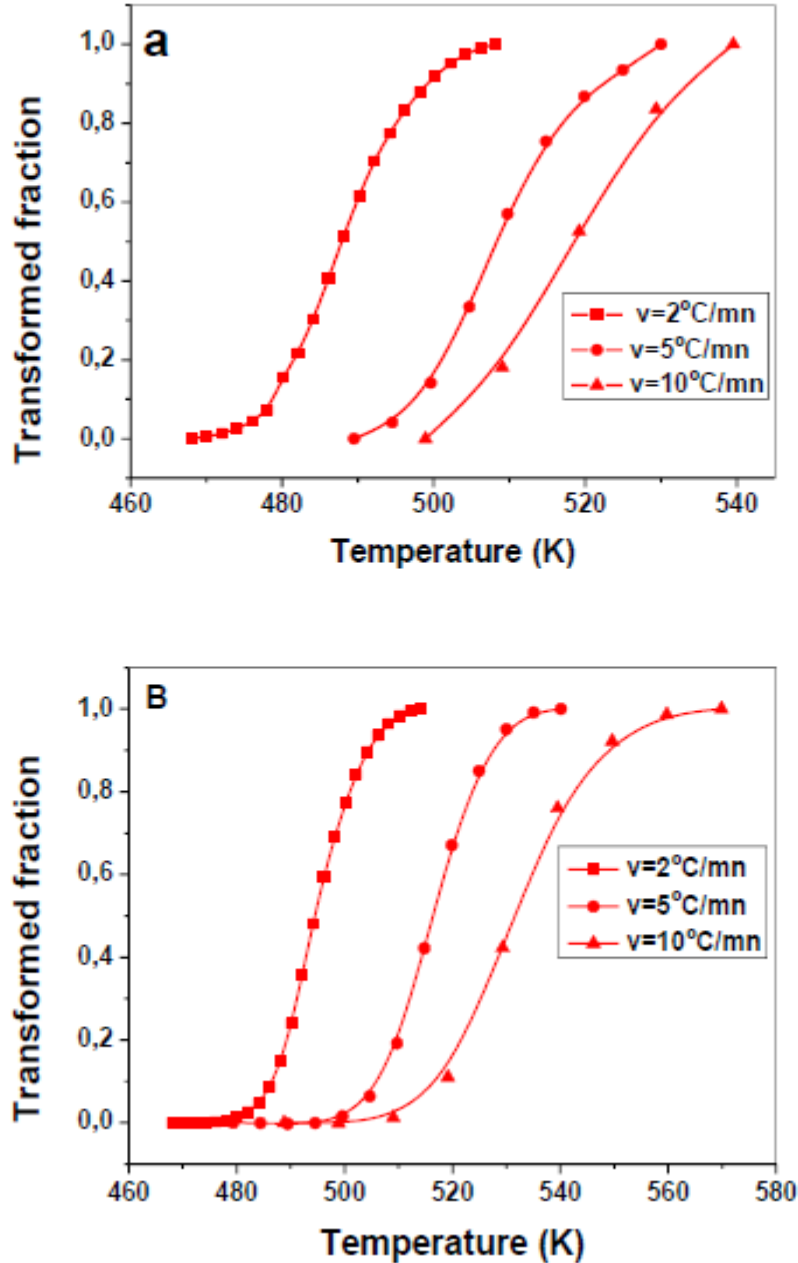 a
1,0
0,8
0,6
0,4
0,2
0,0
Transformed fraction
v=2°C/mn
v=5°C/mn
v=10°C/mn
460 480 500 520 540
Temperature (K)
B
1,0
0,8
0,6
0,4
0,2
0,0
Transformed fraction
v=2°C/mn
v=5°C/mn
v=10°C/mn
460 480 500 520 540 560 580
Temperature (K)